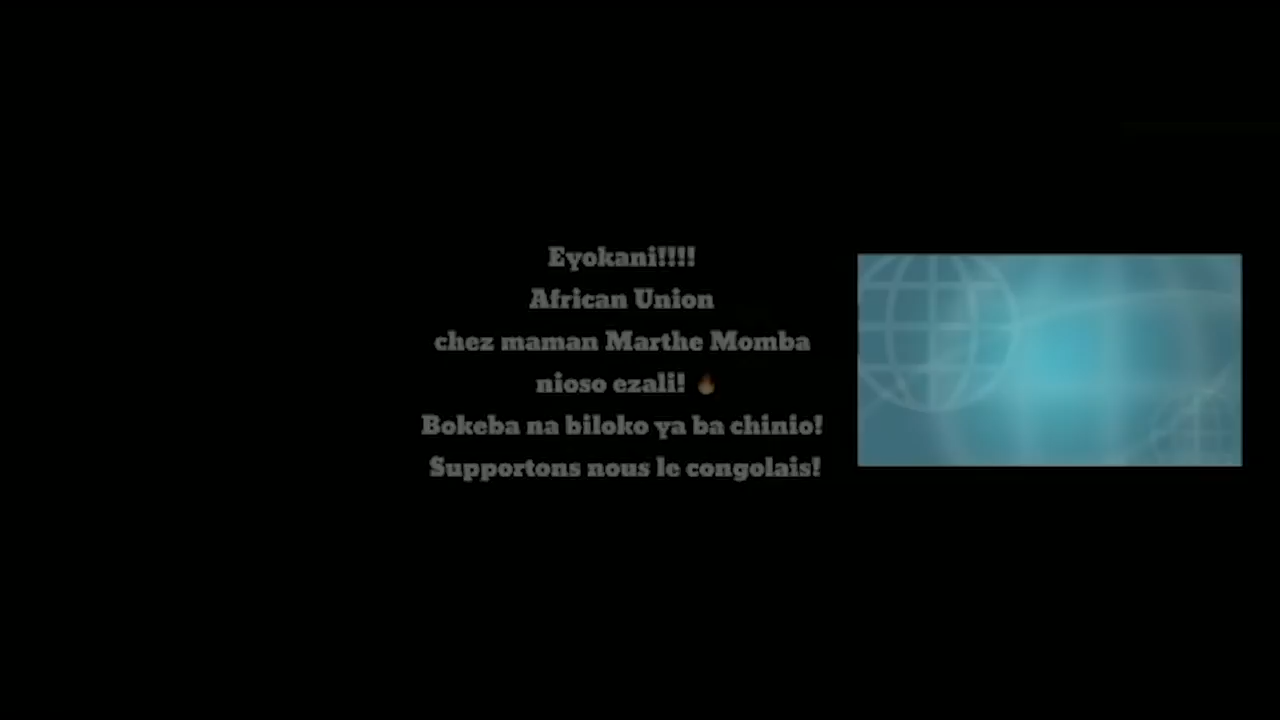 Eyokani!!!!
African Union
chez maman Marthe Momba
nioso ezali! 🔥
Bokeba na biloko ya ba chinio!
Supportons nous le congolais!